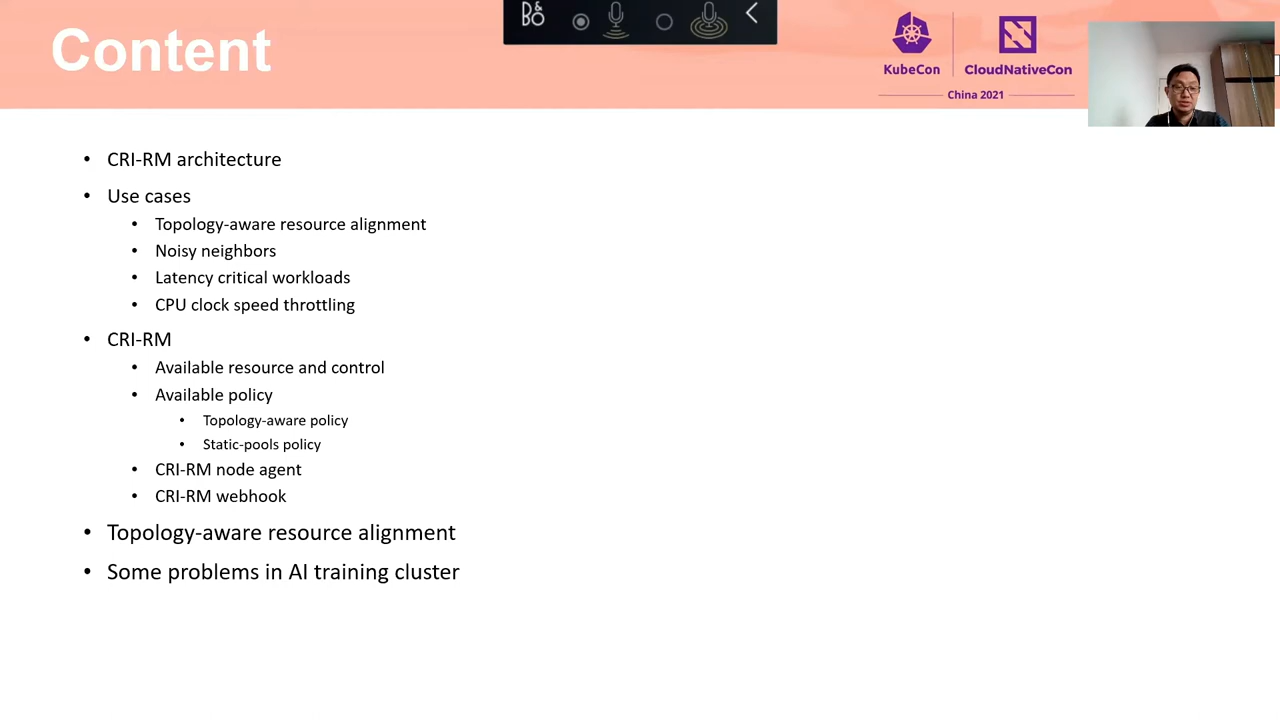 Content
B&O
KubeCon
CloudNativeCon
China 2021
• CRI-RM architecture
• Use cases
• Topology-aware resource alignment
• Noisy neighbors
• Latency critical workloads
• CPU clock speed throttling
• CRI-RM
• Available resource and control
• Available policy
• Topology-aware policy
• Static-pools policy
• CRI-RM node agent
• CRI-RM webhook
• Topology-aware resource alignment
• Some problems in AI training cluster